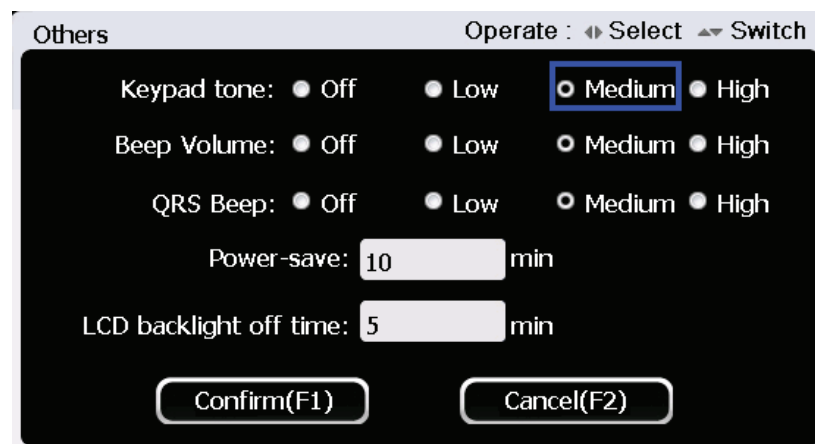 Others Operate : Select Switch
Keypad tone: Off Low Medium High
Beep Volume: Off Low Medium High
QRS Beep: Off Low Medium High
Power-save: 10 min
LCD backlight off time: 5 min
Confirm(F1) Cancel(F2)